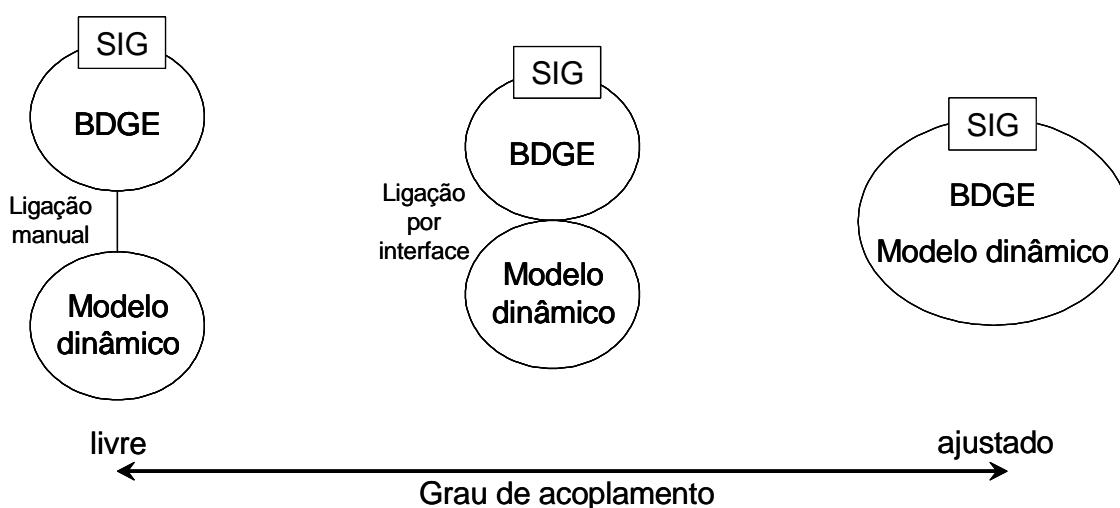 SIG
BDGE
Ligação
manual
Modelo
dinâmico
SIG
BDGE
Ligação
por
interface
Modelo
dinâmico
SIG
BDGE
Modelo dinâmico
livre
ajustado
Grau de acoplamento